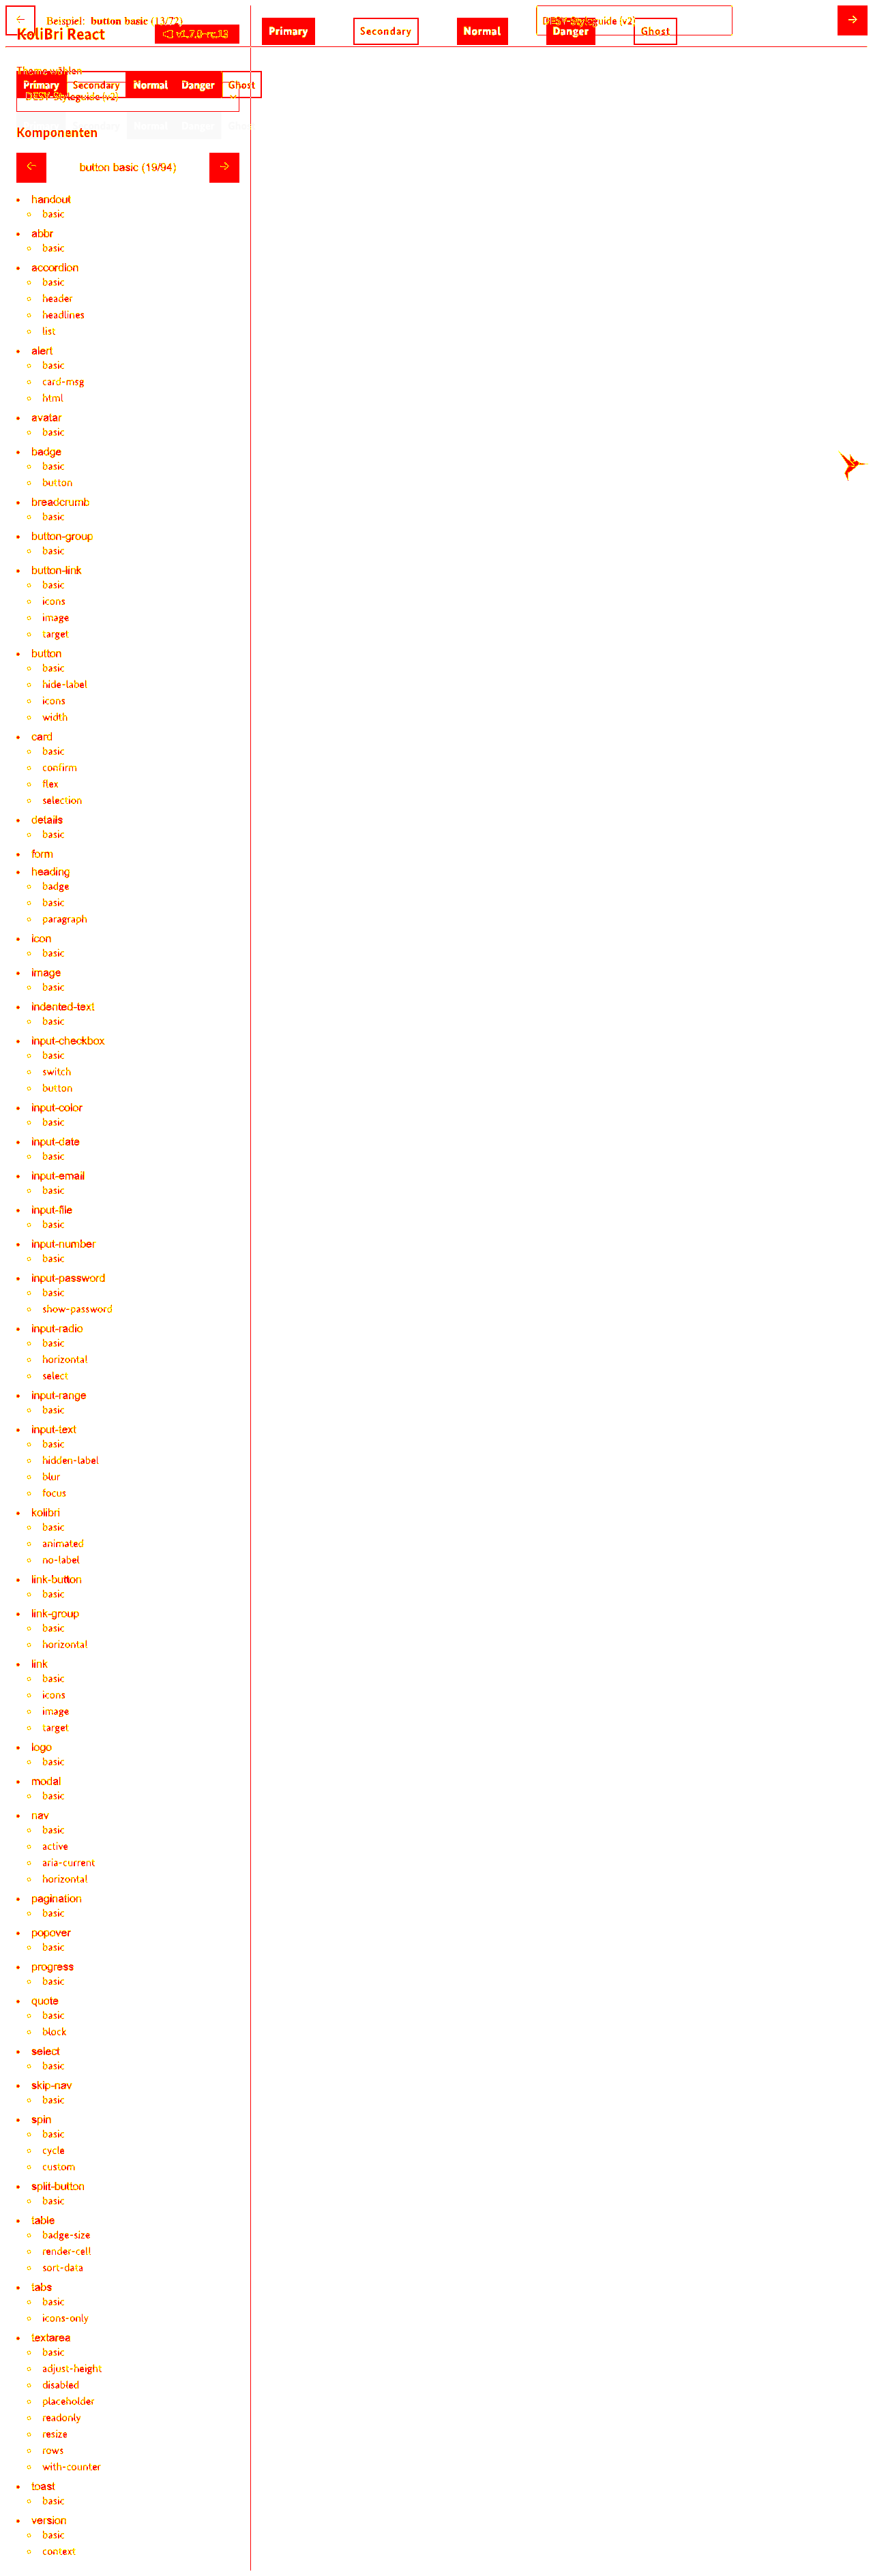 Beispiel: button basic (13/72)
DESY-Styleguide (v2)
KoliBri React
v1.7.0-rc.13
Primary
Secondary
Normal
Danger
Ghost
Theme wählen
Primary
Secondary
Normal
Danger
Ghost
DESY-Styleguide (v2)
Komponenten
button basic (19/94)
handout
basic
abbr
basic
accordion
basic
header
headlines
list
alert
basic
card-msg
html
avatar
basic
badge
basic
button
breadcrumb
basic
button-group
basic
button-link
basic
icons
image
target
button
basic
hide-label
icons
width
card
basic
confirm
flex
selection
details
basic
form
heading
badge
basic
paragraph
icon
basic
image
basic
indented-text
basic
input-checkbox
basic
switch
button
input-color
basic
input-date
basic
input-email
basic
input-file
basic
input-number
basic
input-password
basic
show-password
input-radio
basic
horizontal
select
input-range
basic
input-text
basic
hidden-label
blur
focus
kolibri
basic
animated
no-label
link-button
basic
link-group
basic
horizontal
link
basic
icons
image
target
logo
basic
modal
basic
nav
basic
active
aria-current
horizontal
pagination
basic
popover
basic
progress
basic
quote
basic
block
select
basic
skip-nav
basic
spin
basic
cycle
custom
split-button
basic
table
badge-size
render-cell
sort-data
tabs
basic
icons-only
textarea
basic
adjust-height
disabled
placeholder
readonly
resize
rows
with-counter
toast
basic
version
basic
context